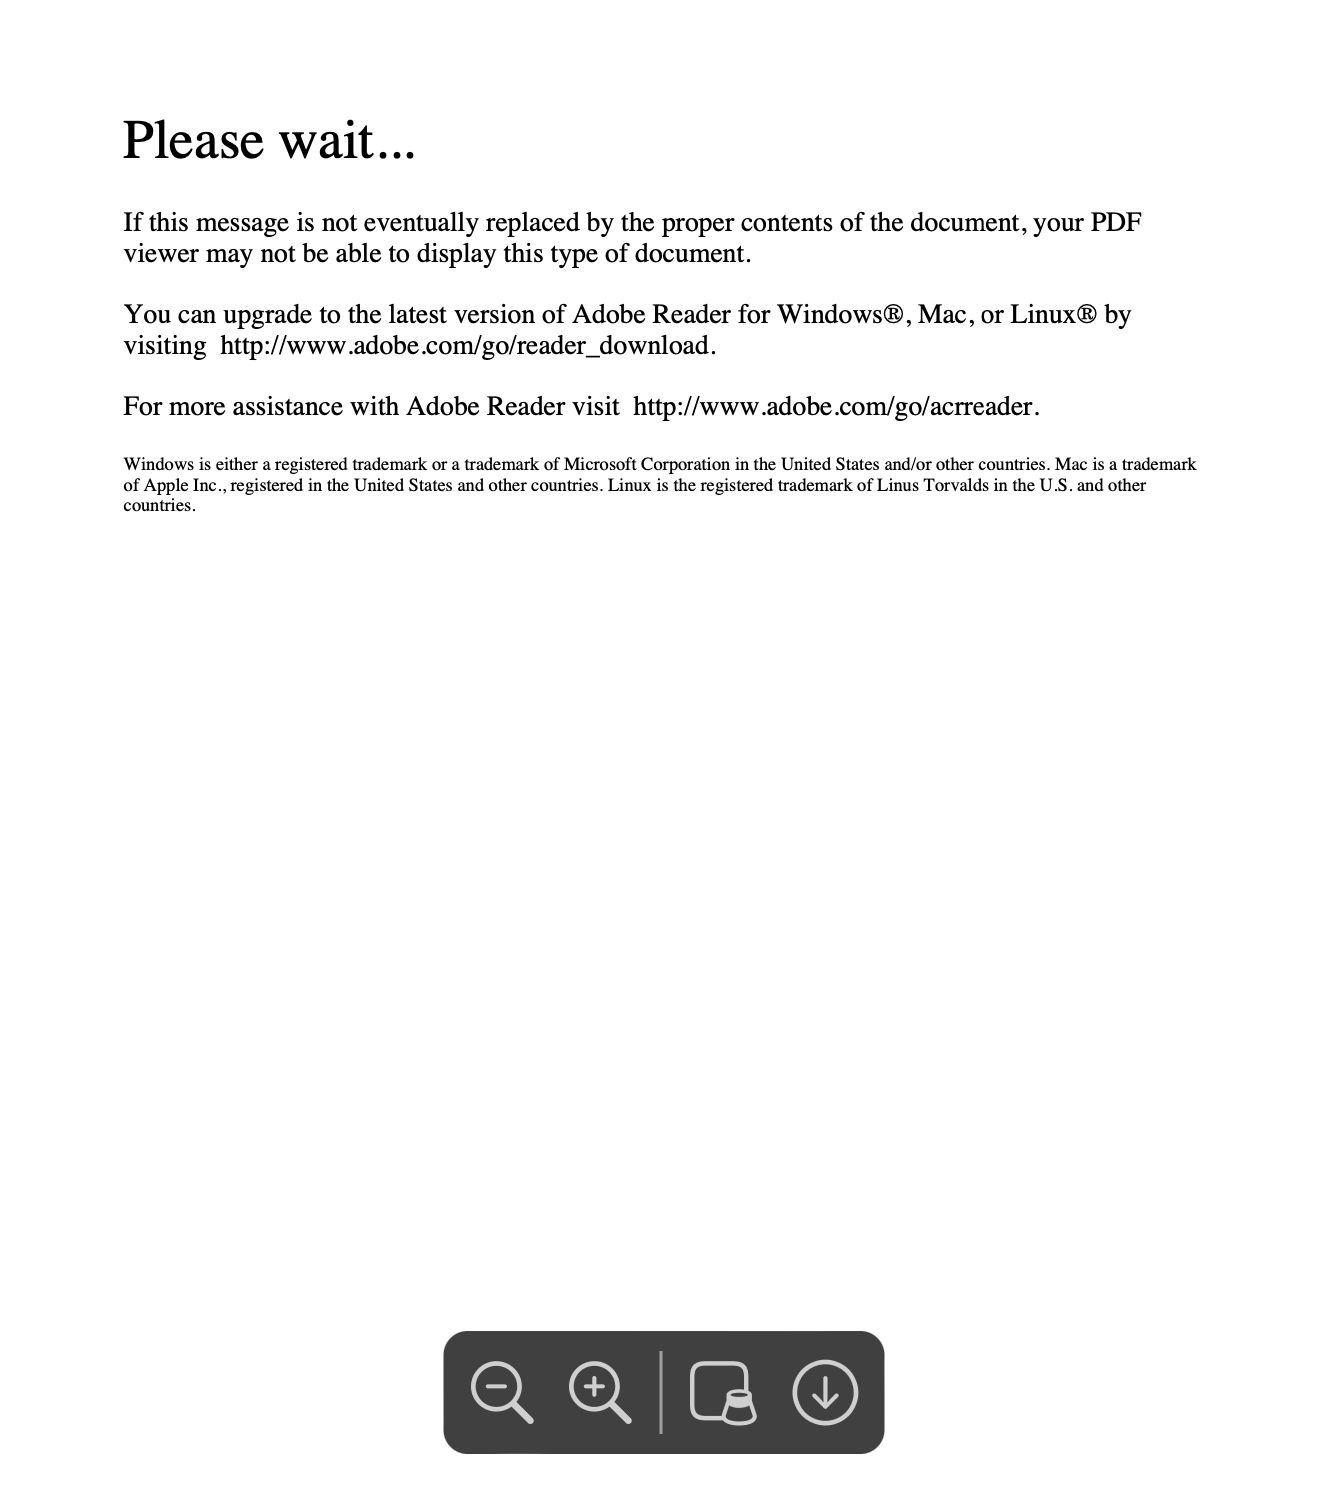 Please wait...
If this message is not eventually replaced by the proper contents of the document, your PDF
viewer may not be able to display this type of document.
You can upgrade to the latest version of Adobe Reader for Windows®, Mac, or Linux® by
visiting  http://www.adobe.com/go/reader_download.
For more assistance with Adobe Reader visit  http://www.adobe.com/go/acrreader.
Windows is either a registered trademark or a trademark of Microsoft Corporation in the United States and/or other countries. Mac is a trademark
of Apple Inc., registered in the United States and other countries. Linux is the registered trademark of Linus Torvalds in the U.S. and other
countries.